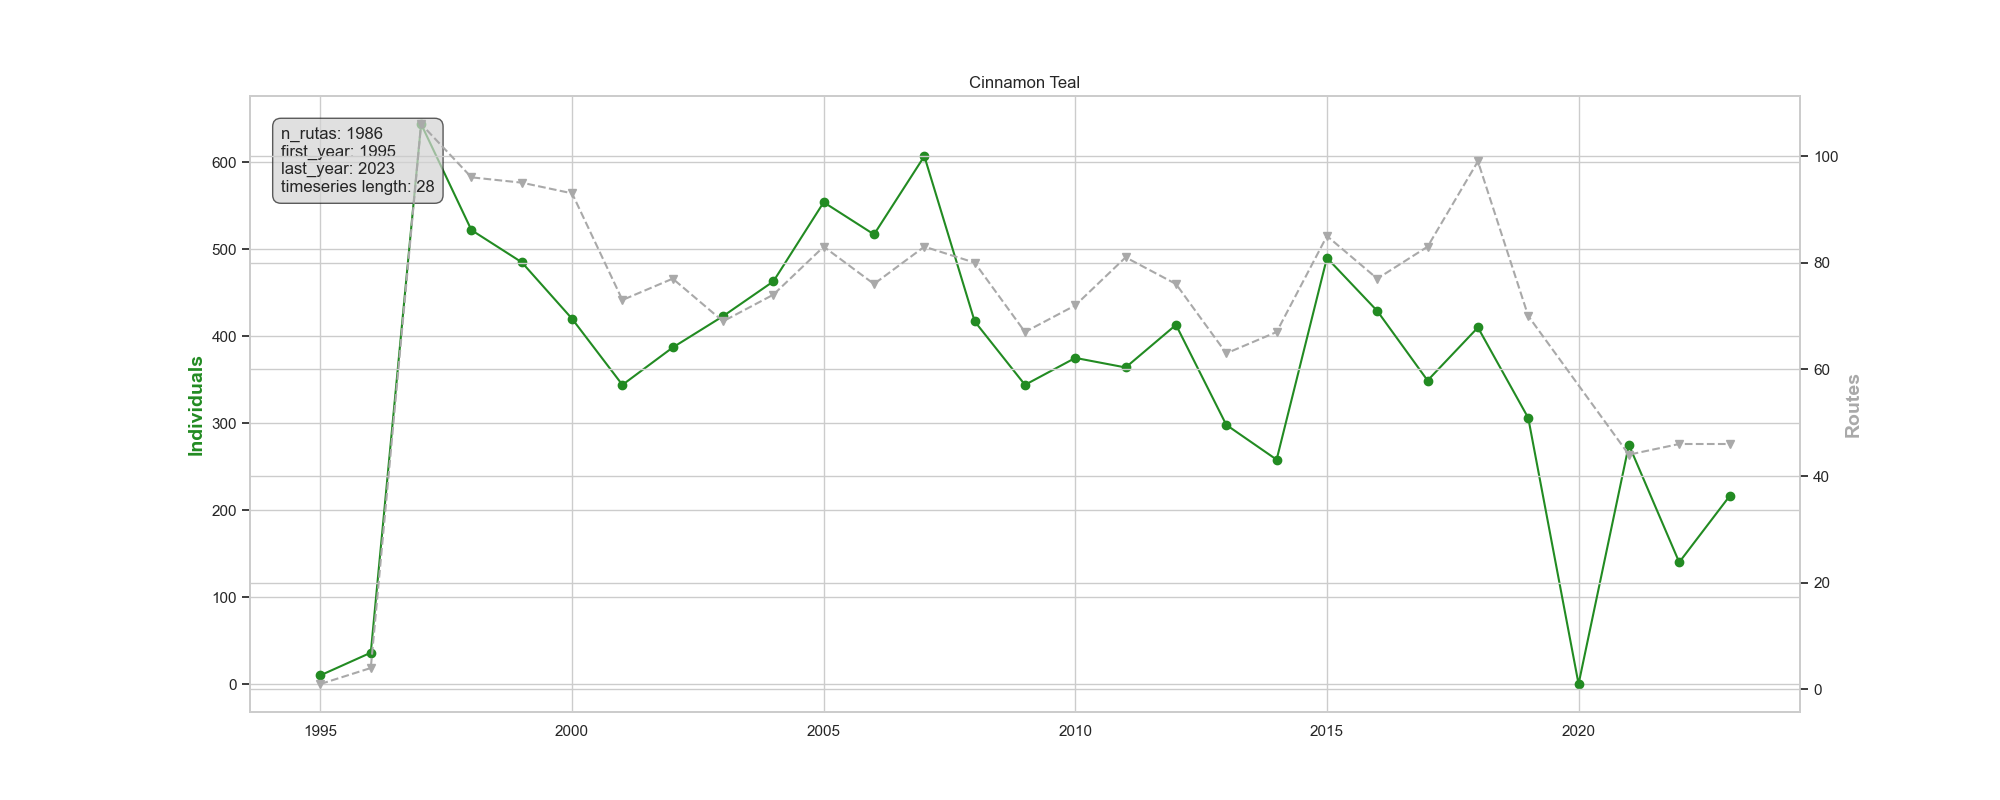 Cinnamon Teal
n_rutas: 1986
first_year: 1995
last_year: 2023
timeseries length: 28
600
500
400
300
200
100
0
Individuals
100
80
60
40
20
0
Routes
1995
2000
2005
2010
2015
2020